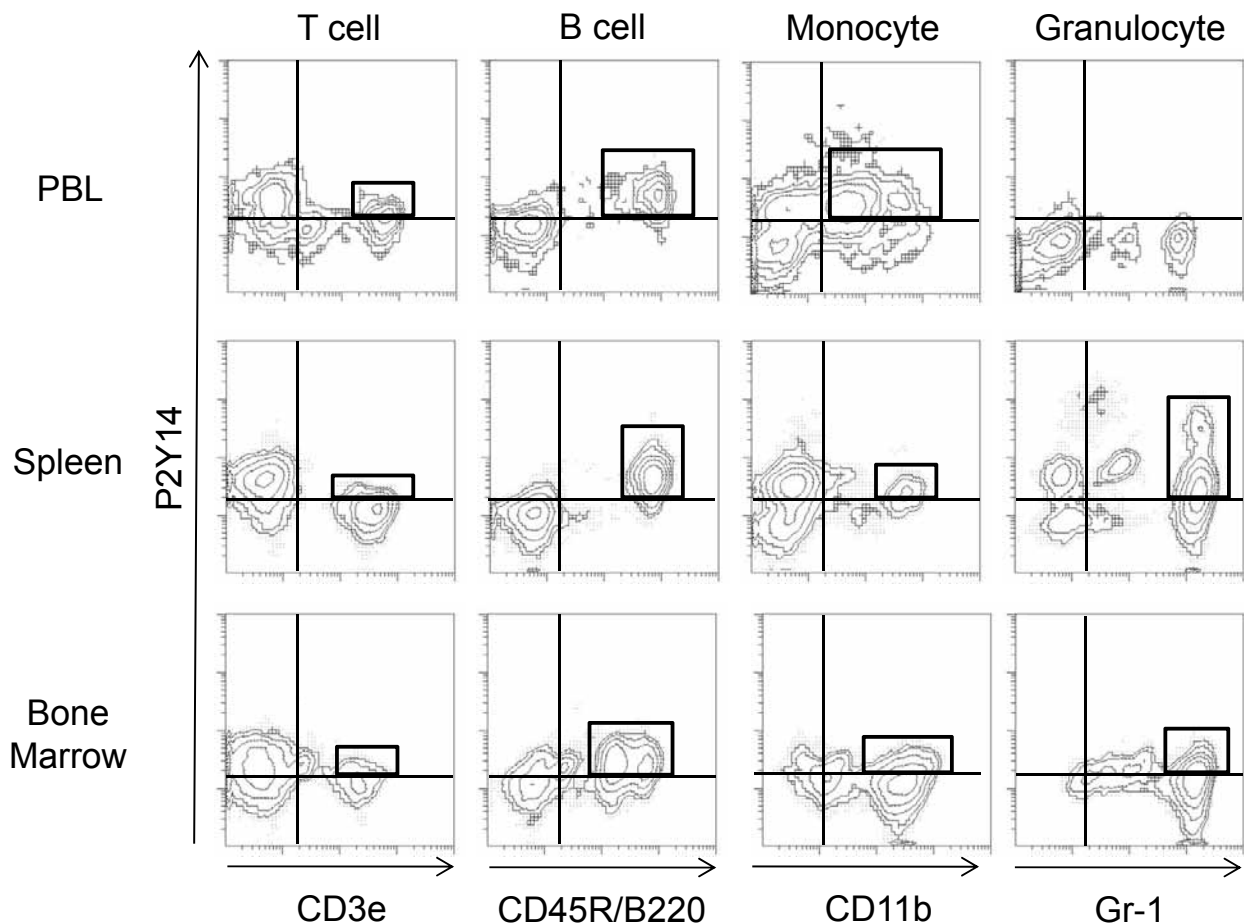 T cell
B cell
Monocyte
Granulocyte
PBL
Spleen
Bone
Marrow
P2Y14
CD3e
CD45R/B220
CD11b
Gr-1